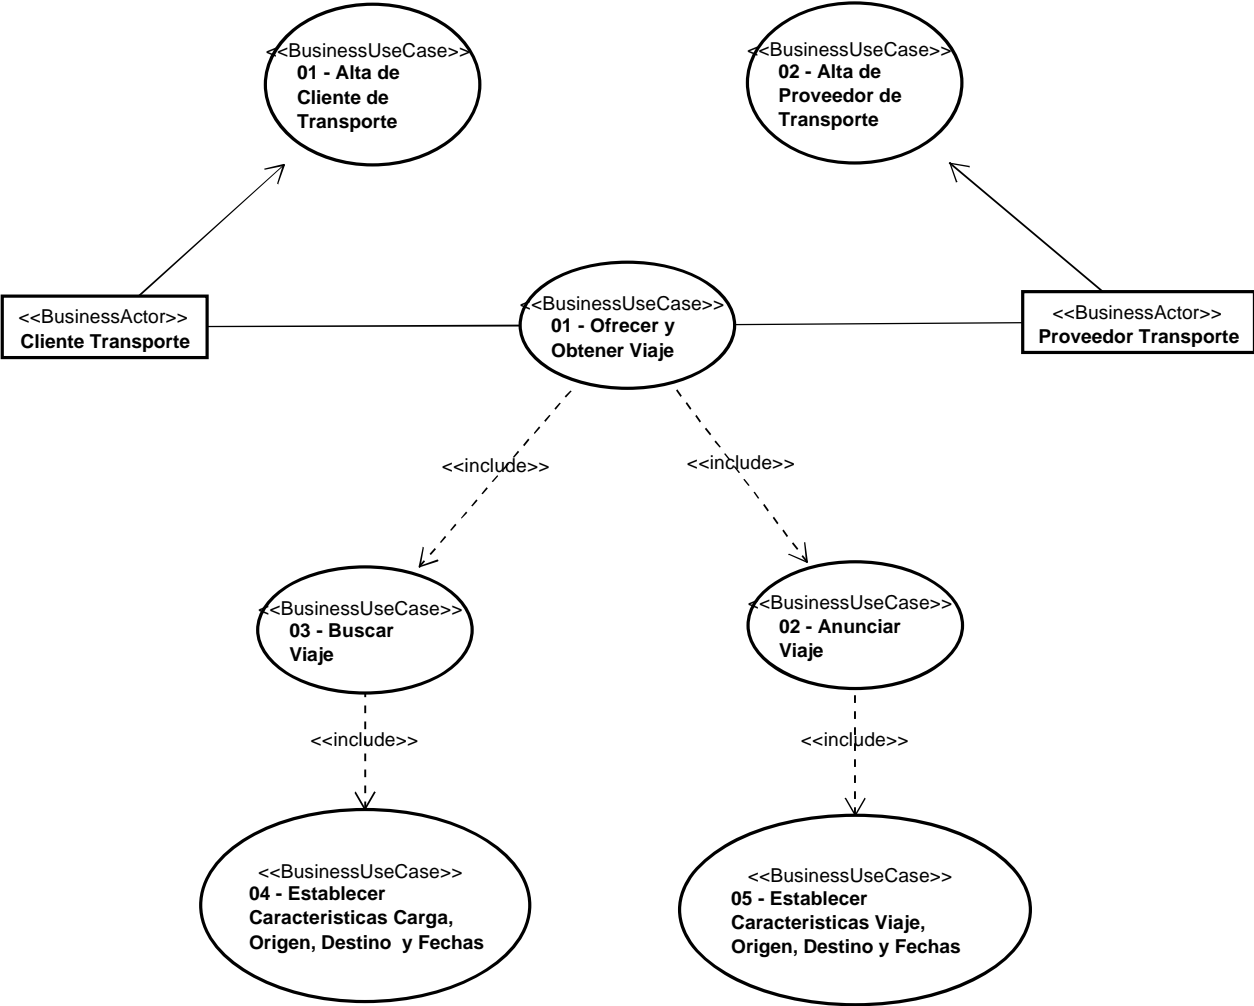 <<BusinessUseCase>>
01 - Alta de
Cliente de
Transporte
<<BusinessUseCase>>
02 - Alta de
Proveedor de
Transporte
<<BusinessActor>>
Cliente Transporte
<<BusinessUseCase>>
01 - Ofrecer y
Obtener Viaje
<<BusinessActor>>
Proveedor Transporte
<<include>>
<<include>>
<<BusinessUseCase>>
03 - Buscar
Viaje
<<BusinessUseCase>>
02 - Anunciar
Viaje
<<include>>
<<include>>
<<BusinessUseCase>>
04 - Establecer
Caracteristicas Carga,
Origen, Destino  y Fechas
<<BusinessUseCase>>
05 - Establecer
Caracteristicas Viaje,
Origen, Destino y Fechas